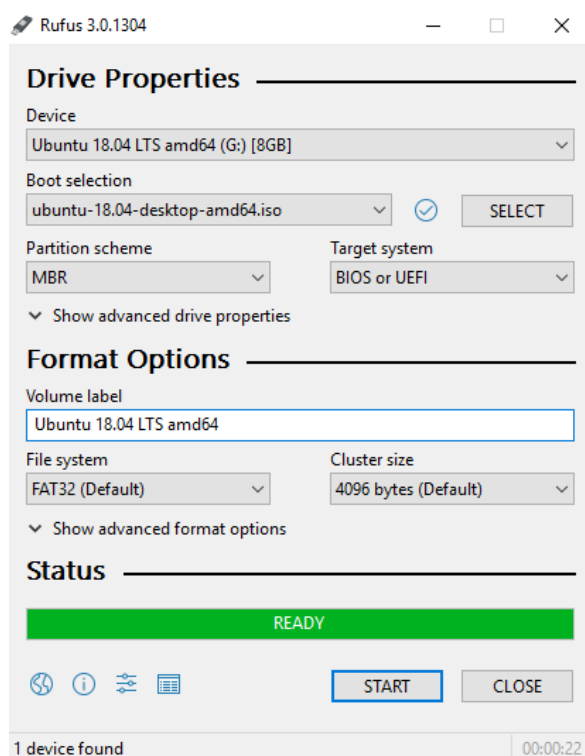 Rufus 3.0.1304
Drive Properties
Device
Ubuntu 18.04 LTS amd64 (G:) [8GB]
Boot selection
ubuntu-18.04-desktop-amd64.iso
SELECT
Partition scheme
Target system
MBR
BIOS or UEFI
Show advanced drive properties
Format Options
Volume label
Ubuntu 18.04 LTS amd64
File system
Cluster size
FAT32 (Default)
4096 bytes (Default)
Show advanced format options
Status
READY
START
CLOSE
1 device found
00:00:22